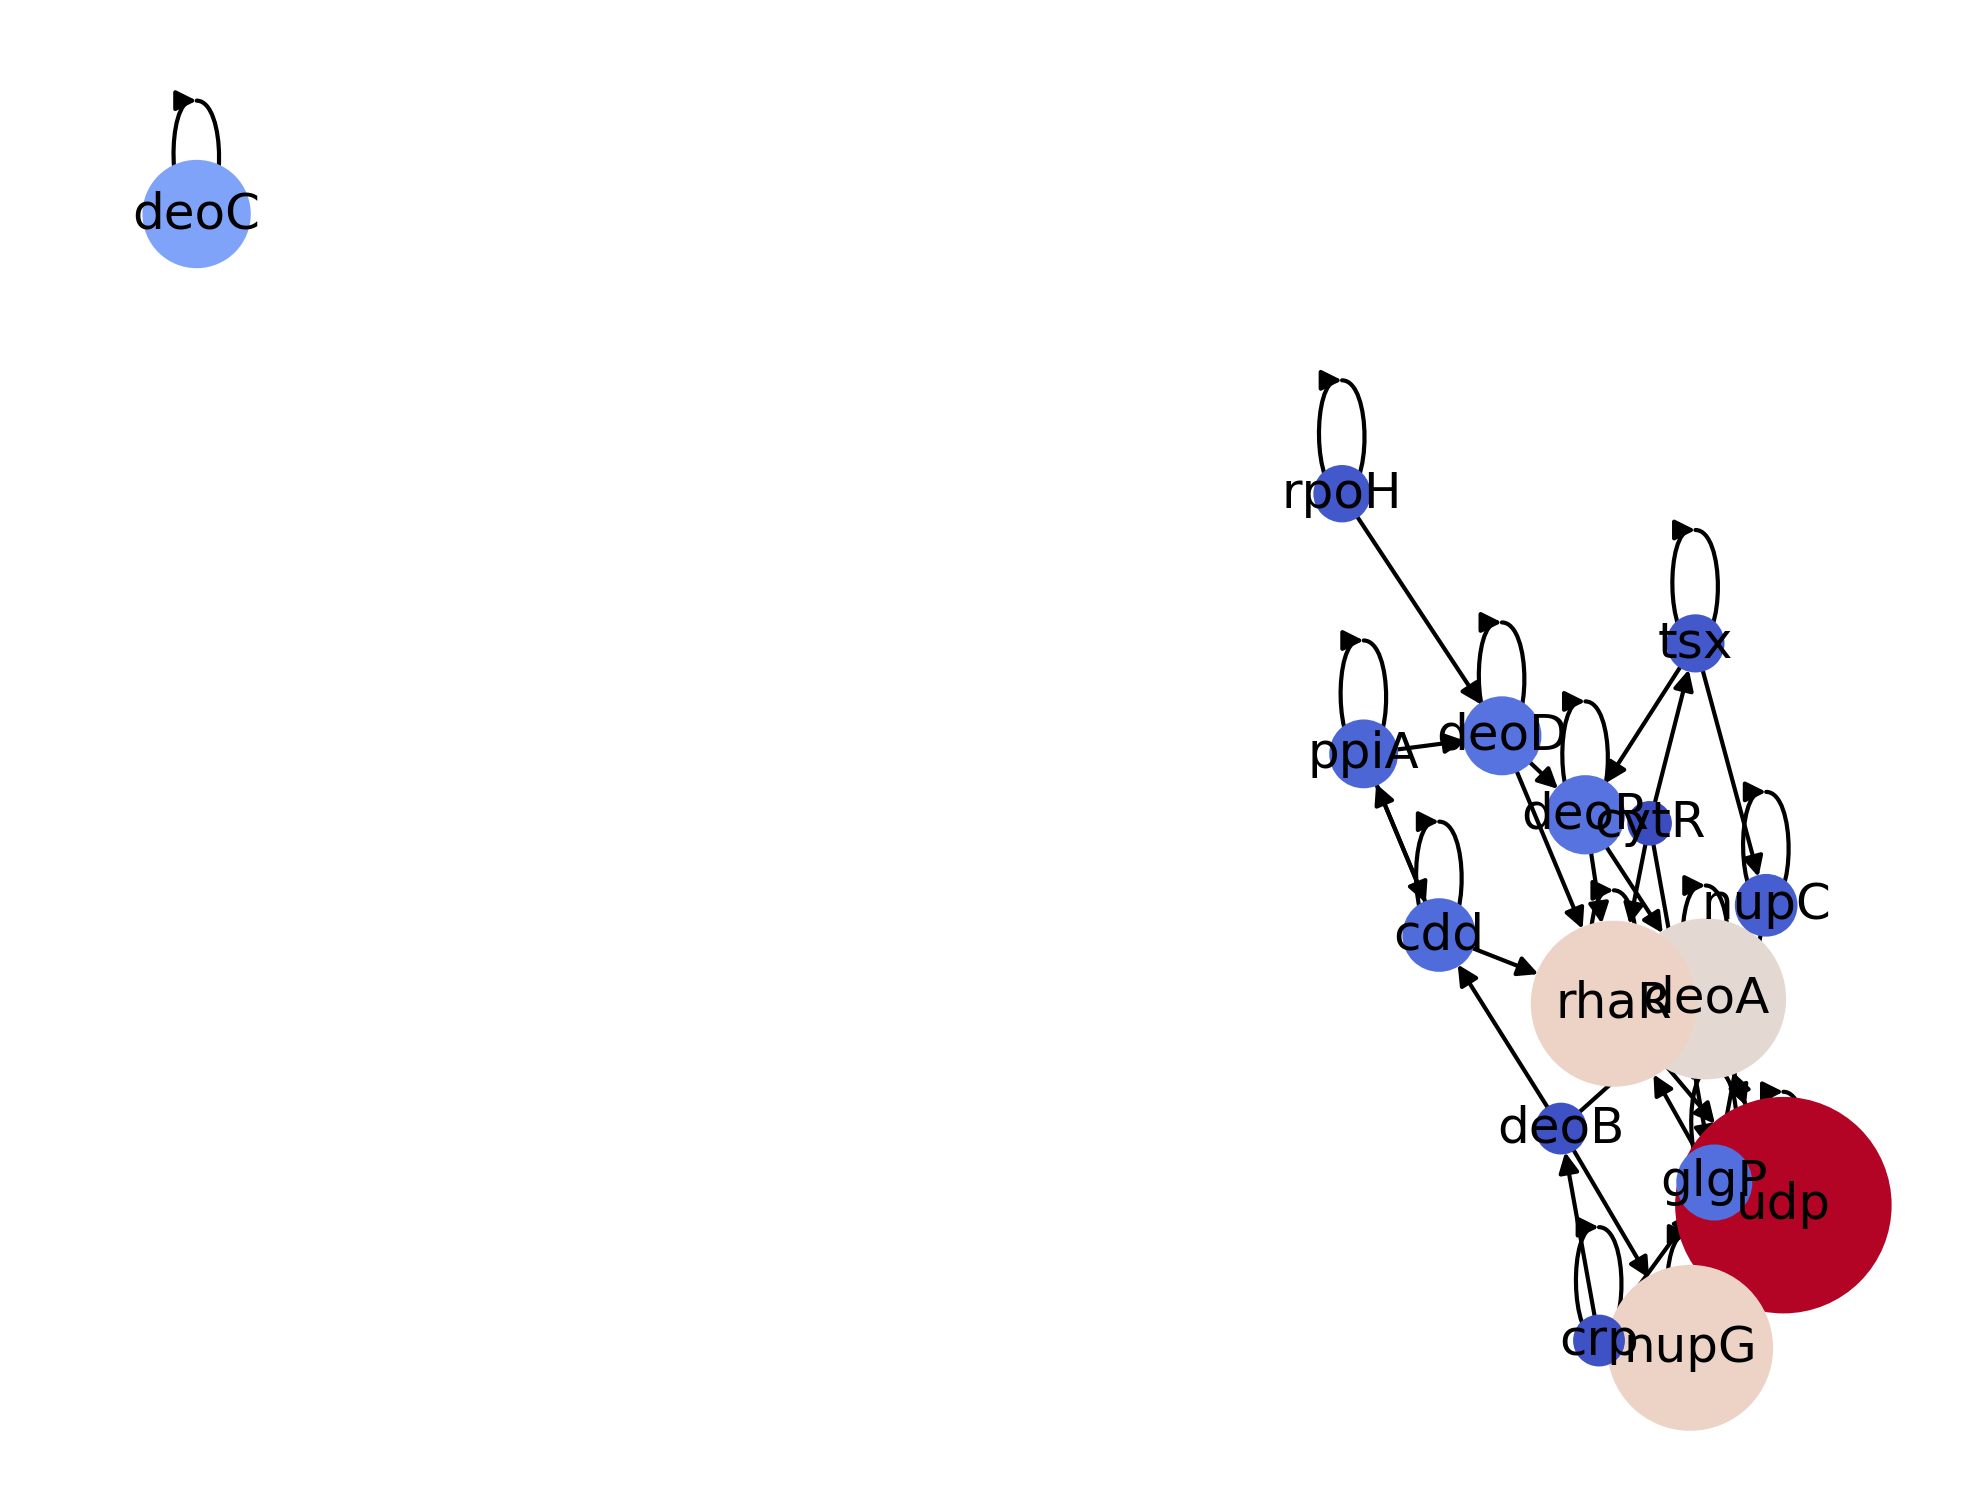 deoC
rpoH
tsx
deoD
ppiA
deoR
cytR
nupC
cdd
deoA
rhaR
deoB
glgP
udp
crp
nupG